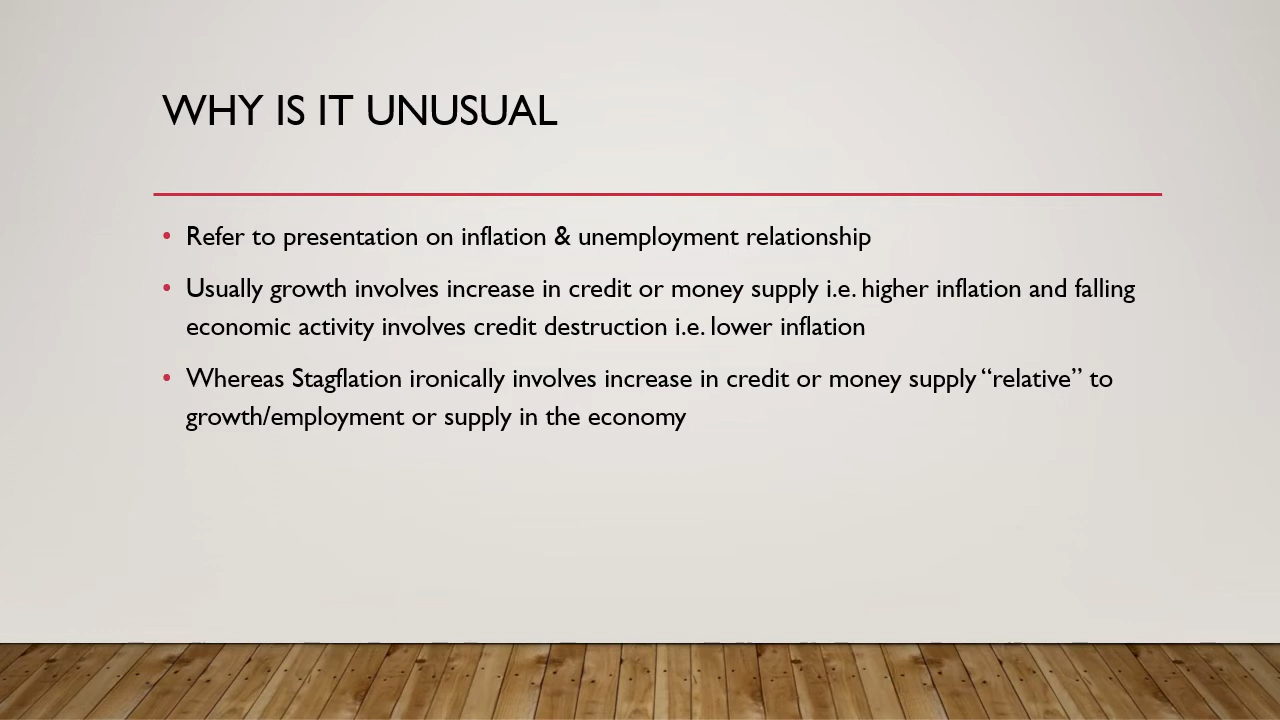 WHY IS IT UNUSUAL
• Refer to presentation on inflation & unemployment relationship
• Usually growth involves increase in credit or money supply i.e. higher inflation and falling
economic activity involves credit destruction i.e. lower inflation
• Whereas Stagflation ironically involves increase in credit or money supply “relative” to
growth/employment or supply in the economy